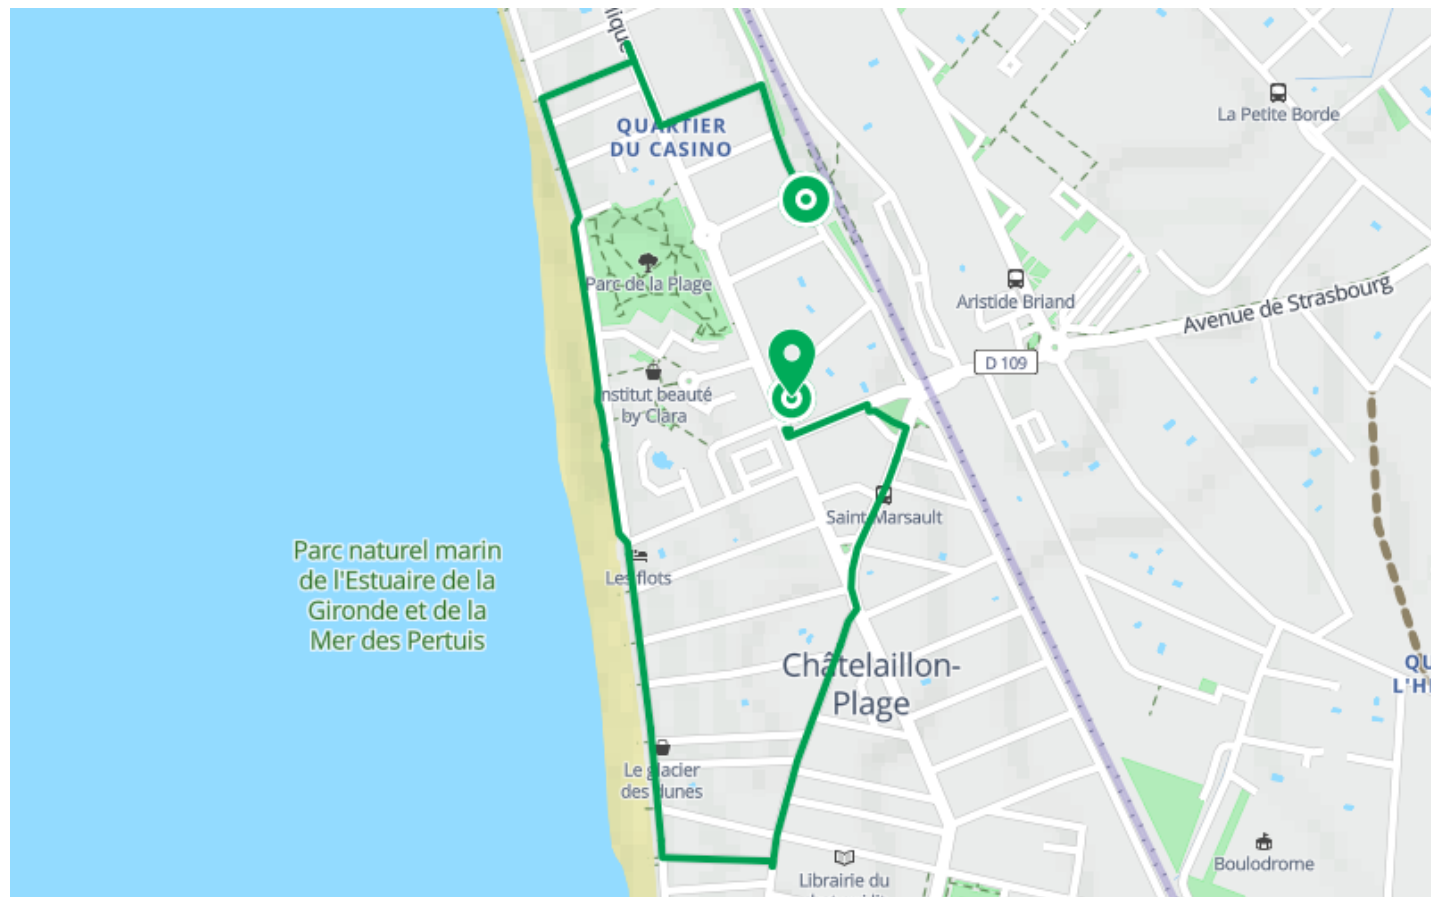 QUARTIER
DU CASINO
La Petite Borde
Parc de la Plage
Aristide Briand
Avenue de Strasbourg
D 109
nstitut beauté
by Clara
Saint-Marsault
Parc naturel marin
de l'Estuaire de la
Gironde et de la
Mer des Pertuis
Les flots
Châtelaillon-
Plage
Le glacier
des dunes
Boulodrome
Librairie du